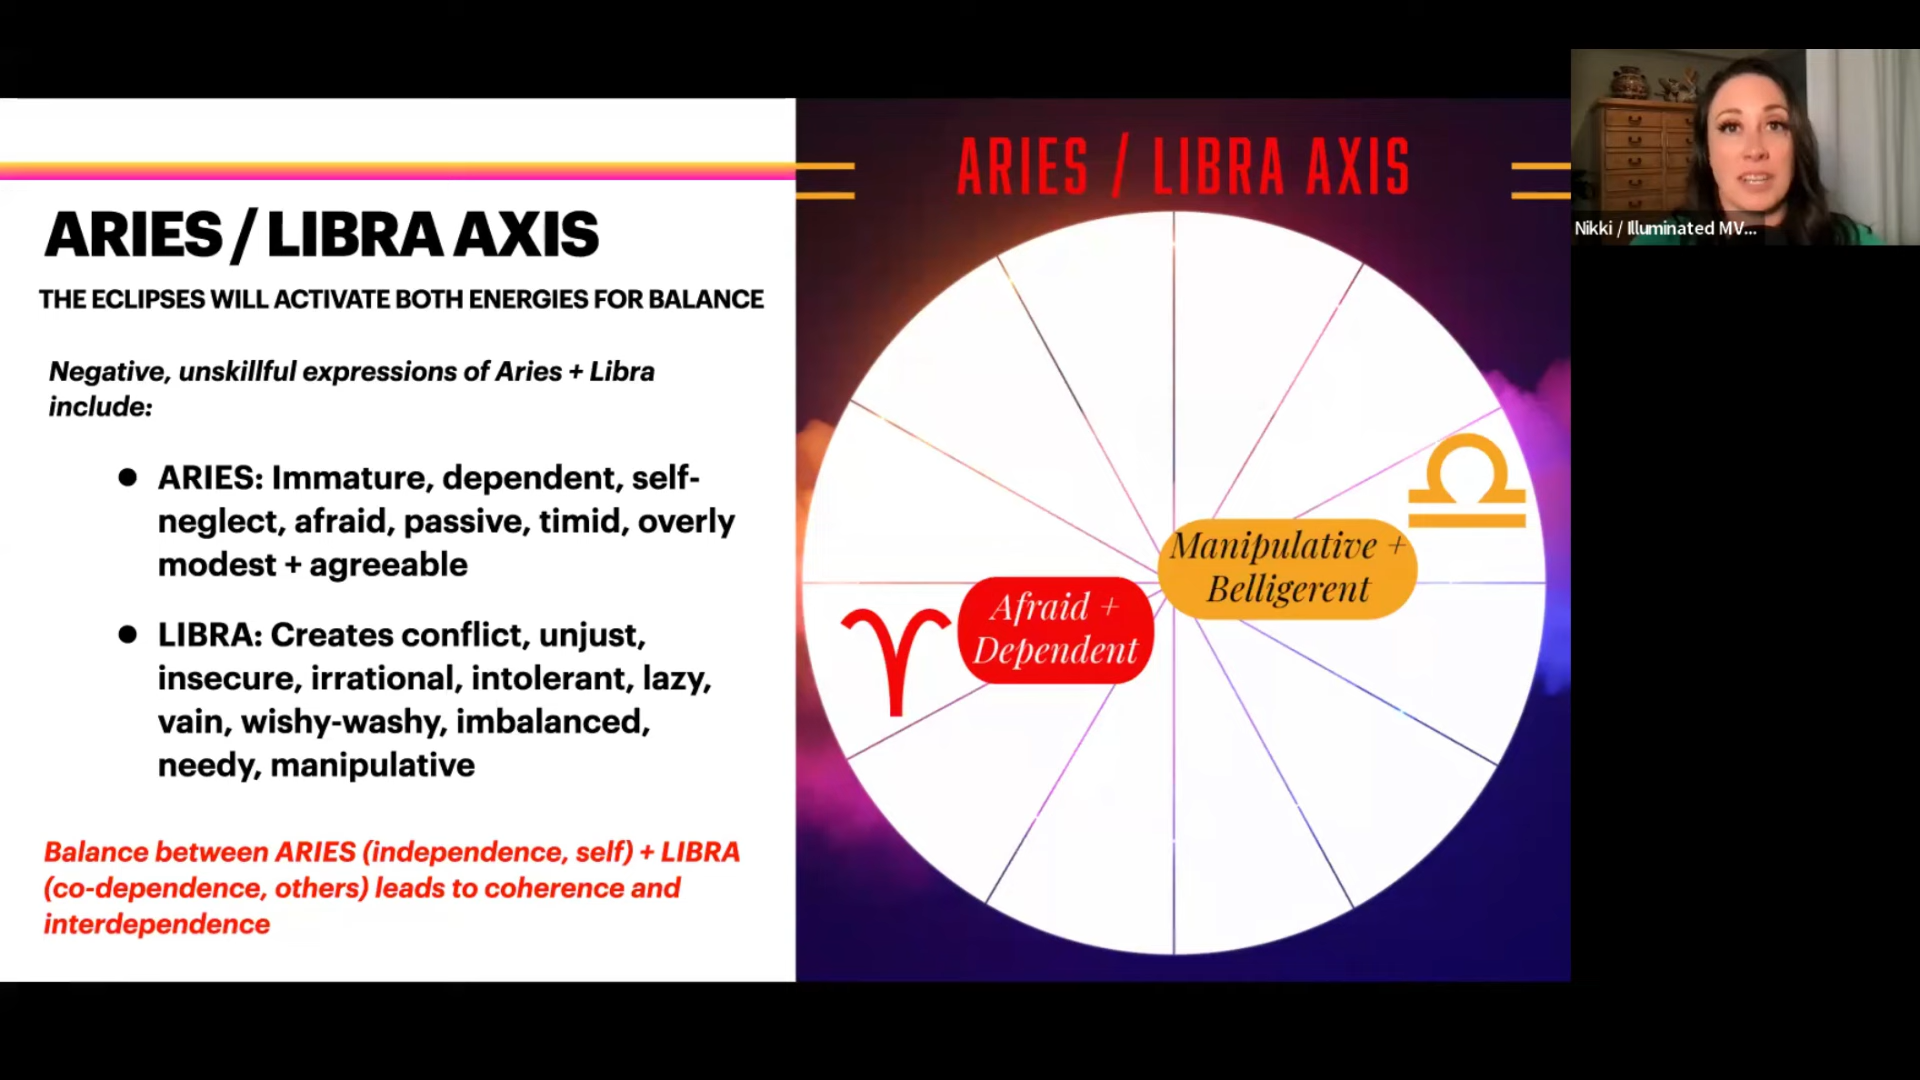 ARIES / LIBRA AXIS
THE ECLIPSES WILL ACTIVATE BOTH ENERGIES FOR BALANCE
Negative, unskillful expressions of Aries + Libra
include:
● ARIES: Immature, dependent, self-
neglect, afraid, passive, timid, overly
modest + agreeable
● LIBRA: Creates conflict, unjust,
insecure, irrational, intolerant, lazy,
vain, wishy-washy, imbalanced,
needy, manipulative
Balance between ARIES (independence, self) + LIBRA
(co-dependence, others) leads to coherence and
interdependence
ARIES / LIBRA AXIS
Manipulative +
Belligerent
Afraid +
Dependent
Nikki / Illuminated MV...